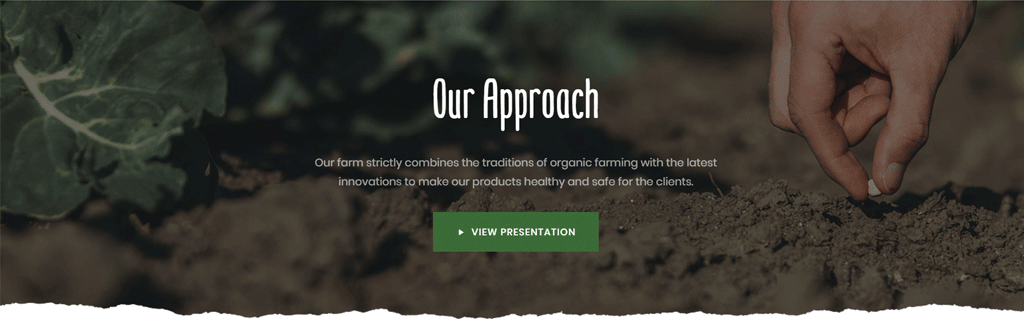 Our Approach
Our farm strictly combines the traditions of organic farming with the latest
innovations to make our products healthy and safe for the clients.
VIEW PRESENTATION